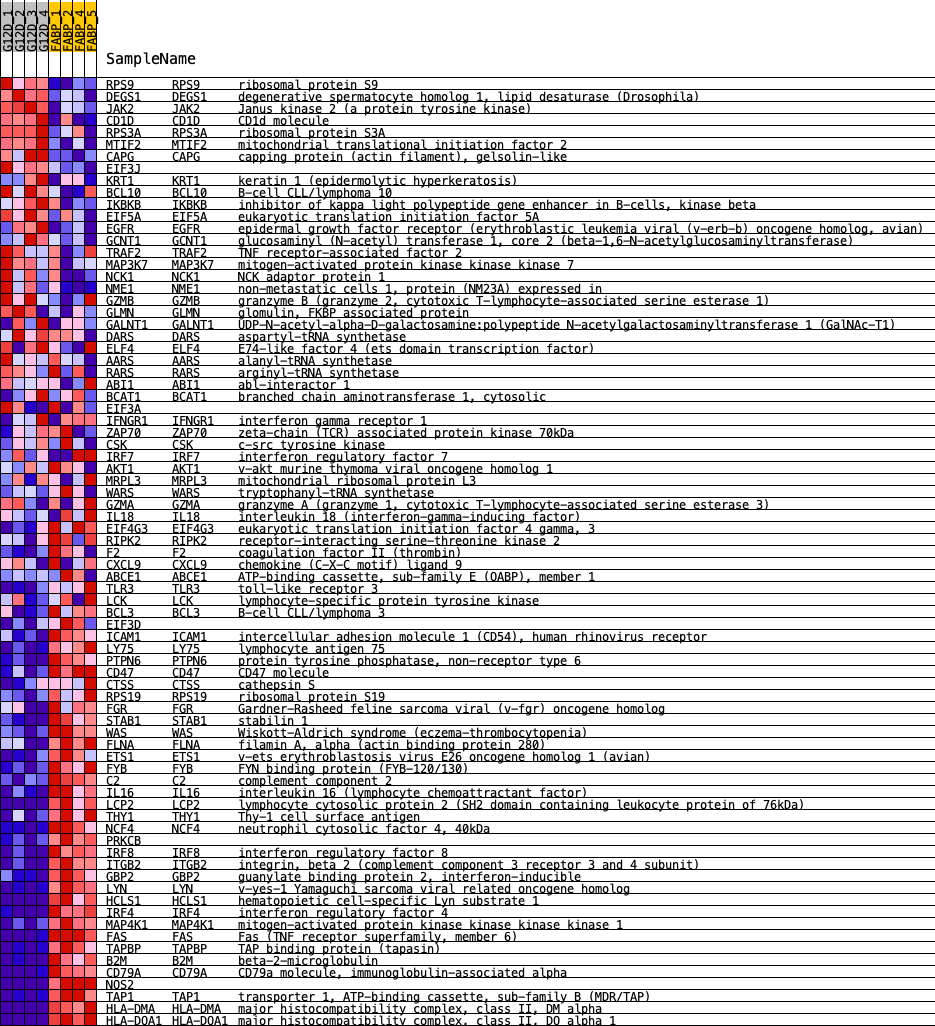 G12D_1 G12D_2 G12D_3 G12D_4 FABP_1 FABP_2 FABP_4 FABP_5
SampleName
RPS9 RPS9 ribosomal protein S9
DEGS1 DEGS1 degenerative spermatocyte homolog 1, lipid desaturase (Drosophila)
JAK2 JAK2 Janus kinase 2 (a protein tyrosine kinase)
CD1D CD1D CD1d molecule
RPS3A RPS3A ribosomal protein S3A
MTIF2 MTIF2 mitochondrial translational initiation factor 2
CAPG CAPG capping protein (actin filament), gelsolin-like
EIF3J
KRT1 KRT1 keratin 1 (epidermolytic hyperkeratosis)
BCL10 BCL10 B-cell CLL/lymphoma 10
IKBKB IKBKB inhibitor of kappa light polypeptide gene enhancer in B-cells, kinase beta
EIF5A EIF5A eukaryotic translation initiation factor 5A
EGFR EGFR epidermal growth factor receptor (erythroblastic leukemia viral (v-erb-b) oncogene homolog, avian)
GCNT1 GCNT1 glucosaminyl (N-acetyl) transferase 1, core 2 (beta-1,6-N-acetylglucosaminyltransferase)
TRAF2 TRAF2 TNF receptor-associated factor 2
MAP3K7 MAP3K7 mitogen-activated protein kinase kinase kinase 7
NCK1 NCK1 NCK adaptor protein 1
NME1 NME1 non-metastatic cells 1, protein (NM23A) expressed in
GZMB GZMB granzyme B (granzyme 2, cytotoxic T-lymphocyte-associated serine esterase 1)
GLMN GLMN glomulin, FKBP associated protein
GALNT1 GALNT1 UDP-N-acetyl-alpha-D-galactosamine:polypeptide N-acetylgalactosaminyltransferase 1 (GalNAc-T1)
DARS DARS aspartyl-tRNA synthetase
ELF4 ELF4 E74-like factor 4 (ets domain transcription factor)
AARS AARS alanyl-tRNA synthetase
RARS RARS arginyl-tRNA synthetase
ABI1 ABI1 abl-interactor 1
BCAT1 BCAT1 branched chain aminotransferase 1, cytosolic
EIF3A
IFNGR1 IFNGR1 interferon gamma receptor 1
ZAP70 ZAP70 zeta-chain (TCR) associated protein kinase 70kDa
CSK CSK c-src tyrosine kinase
IRF7 IRF7 interferon regulatory factor 7
AKT1 AKT1 v-akt murine thymoma viral oncogene homolog 1
MRPL3 MRPL3 mitochondrial ribosomal protein L3
WARS WARS tryptophanyl-tRNA synthetase
GZMA GZMA granzyme A (granzyme 1, cytotoxic T-lymphocyte-associated serine esterase 3)
IL18 IL18 interleukin 18 (interferon-gamma-inducing factor)
EIF4G3 EIF4G3 eukaryotic translation initiation factor 4 gamma, 3
RIPK2 RIPK2 receptor-interacting serine-threonine kinase 2
F2 F2 coagulation factor II (thrombin)
CXCL9 CXCL9 chemokine (C-X-C motif) ligand 9
ABCE1 ABCE1 ATP-binding cassette, sub-family E (OABP), member 1
TLR3 TLR3 toll-like receptor 3
LCK LCK lymphocyte-specific protein tyrosine kinase
BCL3 BCL3 B-cell CLL/lymphoma 3
EIF3D
ICAM1 ICAM1 intercellular adhesion molecule 1 (CD54), human rhinovirus receptor
LY75 LY75 lymphocyte antigen 75
PTPN6 PTPN6 protein tyrosine phosphatase, non-receptor type 6
CD47 CD47 CD47 molecule
CTSS CTSS cathepsin S
RPS19 RPS19 ribosomal protein S19
FGR FGR Gardner-Rasheed feline sarcoma viral (v-fgr) oncogene homolog
STAB1 STAB1 stabilin 1
WAS WAS Wiskott-Aldrich syndrome (eczema-thrombocytopenia)
FLNA FLNA filamin A, alpha (actin binding protein 280)
ETS1 ETS1 v-ets erythroblastosis virus E26 oncogene homolog 1 (avian)
FYB FYB FYN binding protein (FYB-120/130)
C2 C2 complement component 2
IL16 IL16 interleukin 16 (lymphocyte chemoattractant factor)
LCP2 LCP2 lymphocyte cytosolic protein 2 (SH2 domain containing leukocyte protein of 76kDa)
THY1 THY1 Thy-1 cell surface antigen
NCF4 NCF4 neutrophil cytosolic factor 4, 40kDa
PRKCB
IRF8 IRF8 interferon regulatory factor 8
ITGB2 ITGB2 integrin, beta 2 (complement component 3 receptor 3 and 4 subunit)
GBP2 GBP2 guanylate binding protein 2, interferon-inducible
LYN LYN v-yes-1 Yamaguchi sarcoma viral related oncogene homolog
HCLS1 HCLS1 hematopoietic cell-specific Lyn substrate 1
IRF4 IRF4 interferon regulatory factor 4
MAP4K1 MAP4K1 mitogen-activated protein kinase kinase kinase kinase 1
FAS FAS Fas (TNF receptor superfamily, member 6)
TAPBP TAPBP TAP binding protein (tapasin)
B2M B2M beta-2-microglobulin
CD79A CD79A CD79a molecule, immunoglobulin-associated alpha
NOS2
TAP1 TAP1 transporter 1, ATP-binding cassette, sub-family B (MDR/TAP)
HLA-DMA HLA-DMA major histocompatibility complex, class II, DM alpha
HLA-DOA1 HLA-DOA1 major histocompatibility complex, class II, DO alpha 1